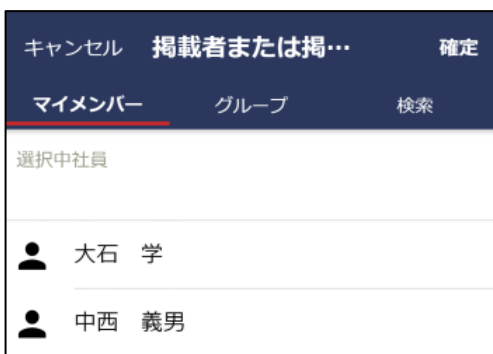 キャンセル 掲載者または掲… 確定
マイメンバー グループ 検索
選択中社員
大石 学
中西 義男